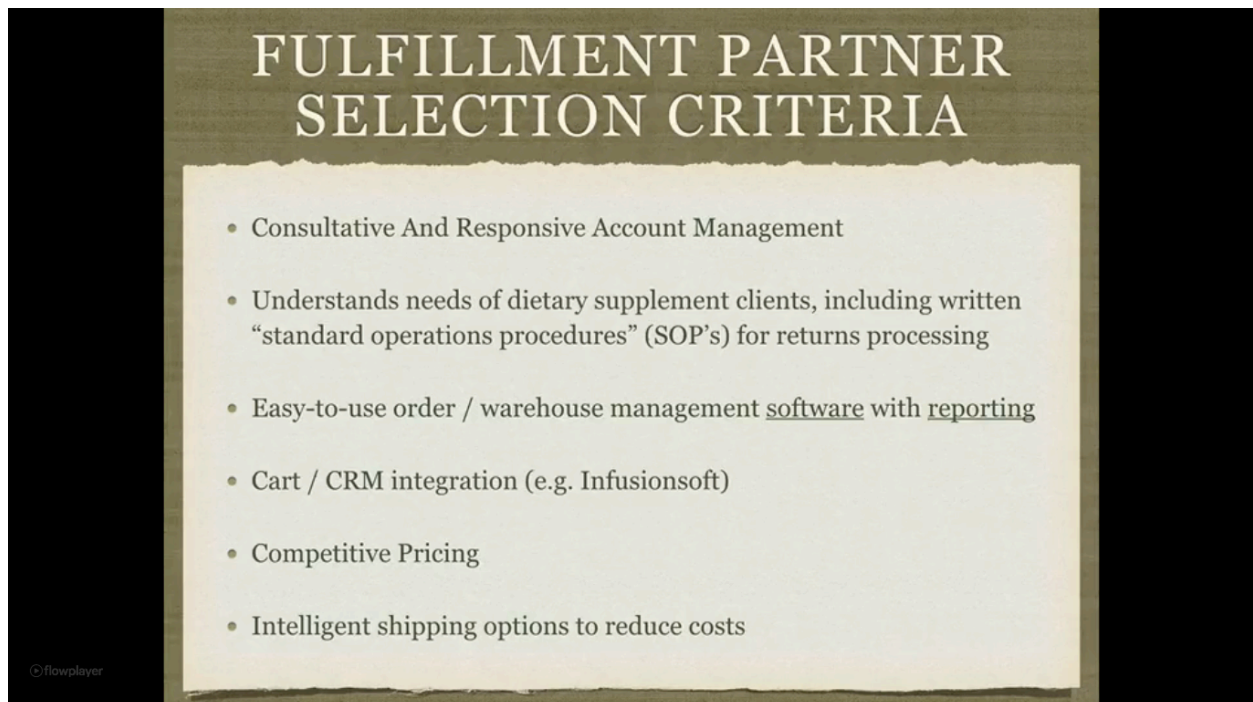 FULFILLMENT PARTNER
SELECTION CRITERIA
• Consultative And Responsive Account Management
• Understands needs of dietary supplement clients, including written
“standard operations procedures” (SOP’s) for returns processing
• Easy-to-use order / warehouse management software with reporting
• Cart / CRM integration (e.g. Infusionsoft)
• Competitive Pricing
• Intelligent shipping options to reduce costs
flowplayer